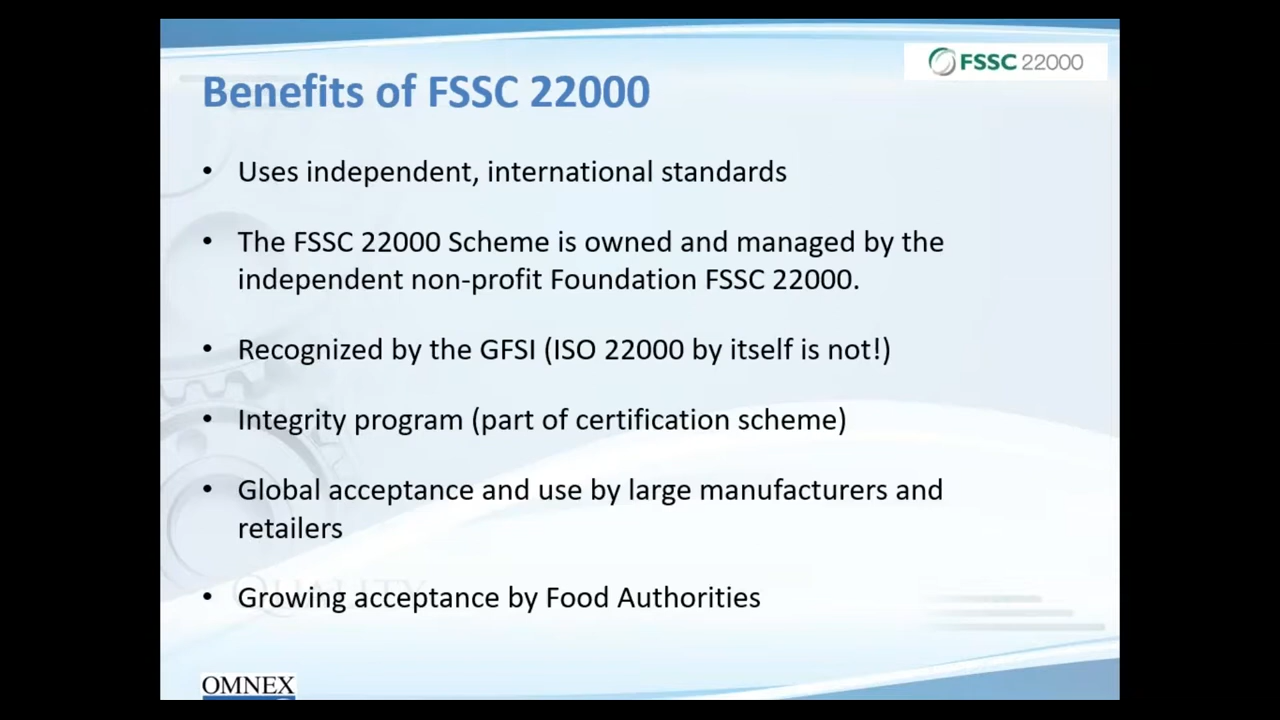 FSSC 22000
Benefits of FSSC 22000
• Uses independent, international standards
• The FSSC 22000 Scheme is owned and managed by the
independent non-profit Foundation FSSC 22000.
• Recognized by the GFSI (ISO 22000 by itself is not!)
• Integrity program (part of certification scheme)
• Global acceptance and use by large manufacturers and
retailers
QUALITY
• Growing acceptance by Food Authorities
OMNEX